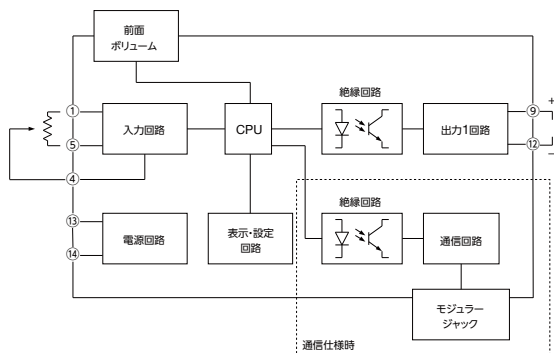 前面
ボリューム
絶縁回路
①
入力回路
CPU
出力1回路
⑨
+
⑤
⑫
−
④
絶縁回路
⑬
電源回路
表示・設定
回路
通信回路
⑭
モジュラー
ジャック
通信仕様時